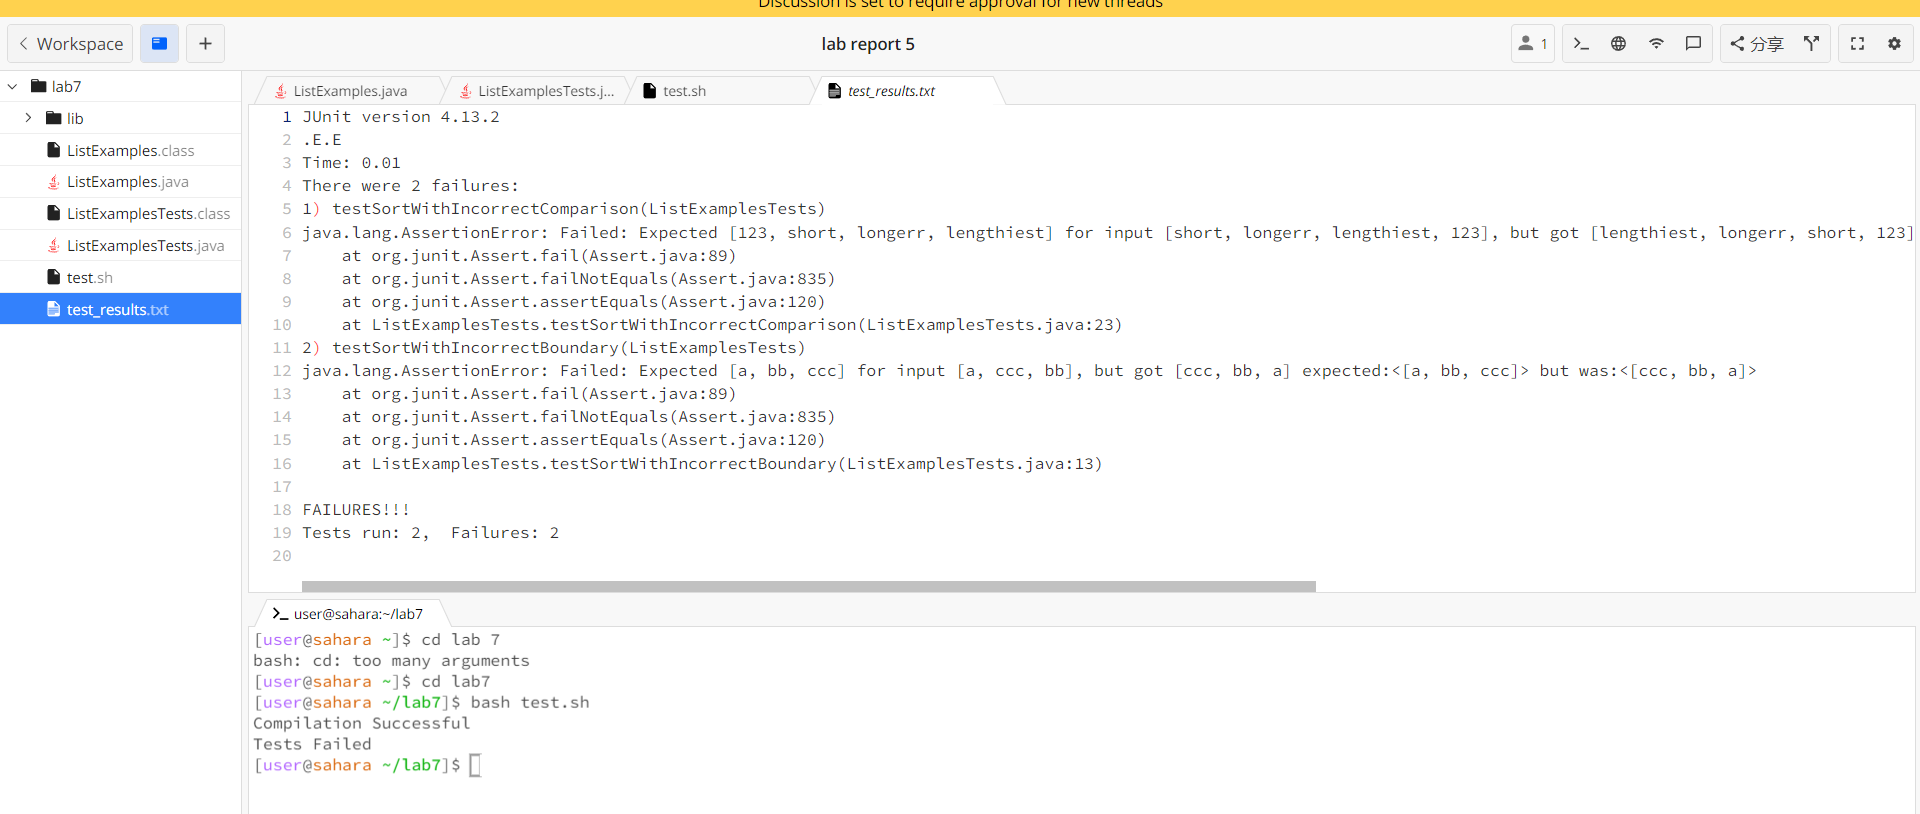 Discussion is set to require approval for new threads
Workspace
lab report 5
1
分享
lab7
lib
ListExamples.class
ListExamples.java
ListExamplesTests.class
ListExamplesTests.java
test.sh
test_results.txt
ListExamples.java
ListExamplesTests.j...
test.sh
test_results.txt
1 JUnit version 4.13.2
2 .E.E
3 Time: 0.01
4 There were 2 failures:
5 1) testSortWithIncorrectComparison(ListExamplesTests)
6 java.lang.AssertionError: Failed: Expected [123, short, longerr, lengthiest] for input [short, longerr, lengthiest, 123], but got [lengthiest, longerr, short, 123]
7 at org.junit.Assert.fail(Assert.java:89)
8 at org.junit.Assert.failNotEquals(Assert.java:835)
9 at org.junit.Assert.assertEquals(Assert.java:120)
10 at ListExamplesTests.testSortWithIncorrectComparison(ListExamplesTests.java:23)
11 2) testSortWithIncorrectBoundary(ListExamplesTests)
12 java.lang.AssertionError: Failed: Expected [a, bb, ccc] for input [a, ccc, bb], but got [ccc, bb, a] expected:<[a, bb, ccc]> but was:<[ccc, bb, a]>
13 at org.junit.Assert.fail(Assert.java:89)
14 at org.junit.Assert.failNotEquals(Assert.java:835)
15 at org.junit.Assert.assertEquals(Assert.java:120)
16 at ListExamplesTests.testSortWithIncorrectBoundary(ListExamplesTests.java:13)
17
18 FAILURES!!!
19 Tests run: 2,  Failures: 2
20
user@sahara:~/lab7
[user@sahara ~]$ cd lab 7
bash: cd: too many arguments
[user@sahara ~]$ cd lab7
[user@sahara ~/lab7]$ bash test.sh
Compilation Successful
Tests Failed
[user@sahara ~/lab7]$